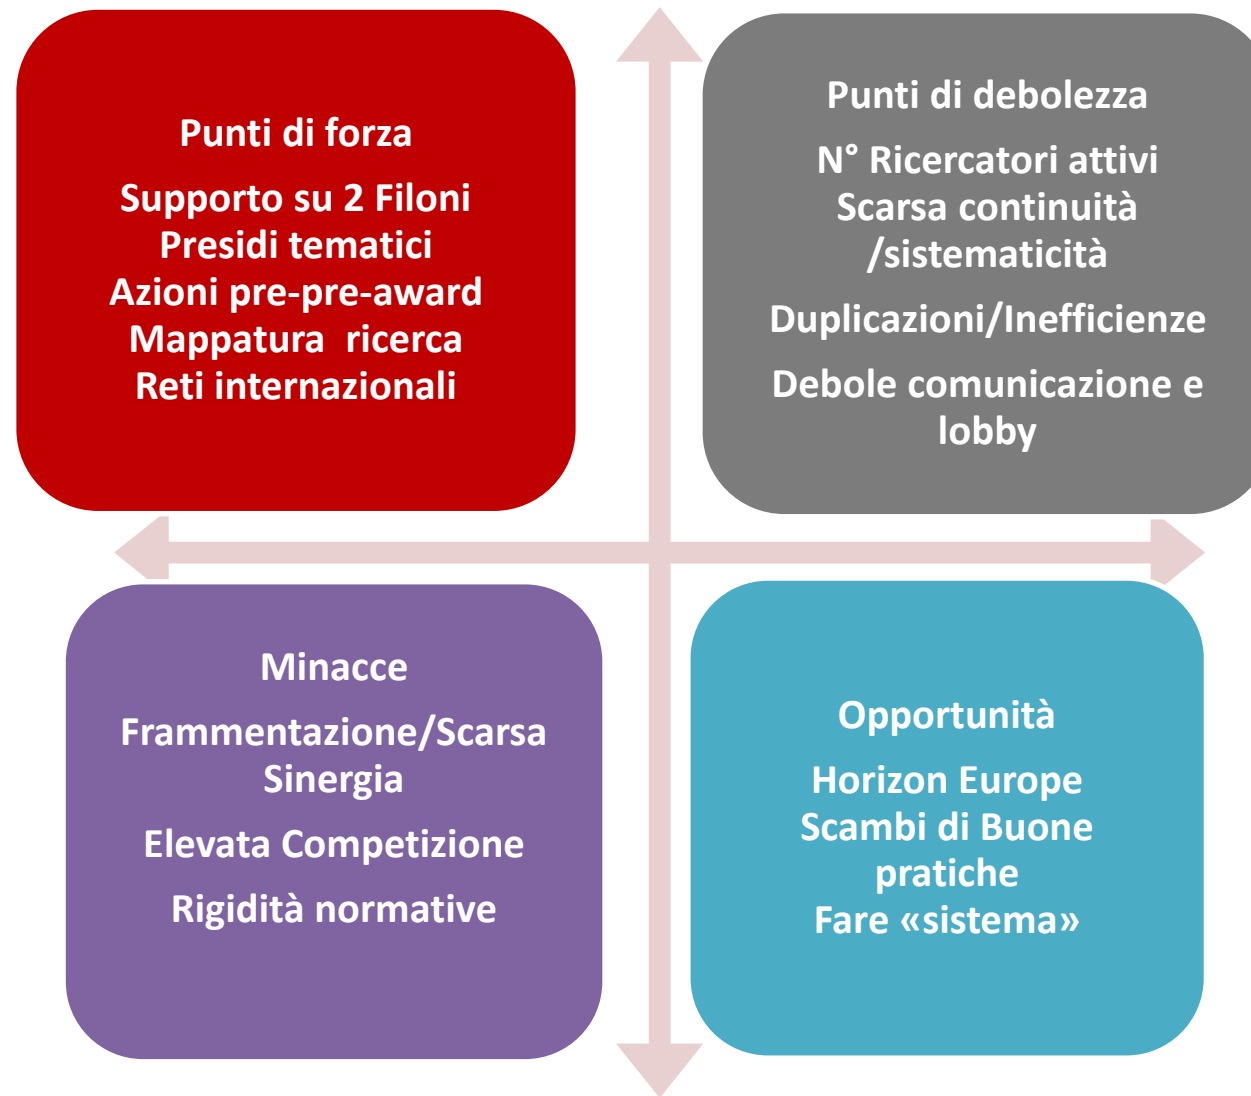 Punti di forza
Supporto su 2 Filoni
Presidi tematici
Azioni pre-pre-award
Mappatura  ricerca
Reti internazionali
Punti di debolezza
N° Ricercatori attivi
Scarsa continuità
/sistematicità
Duplicazioni/Inefficienze
Debole comunicazione e
lobby
Minacce
Frammentazione/Scarsa
Sinergia
Elevata Competizione
Rigidità normative
Opportunità
Horizon Europe
Scambi di Buone
pratiche
Fare «sistema»